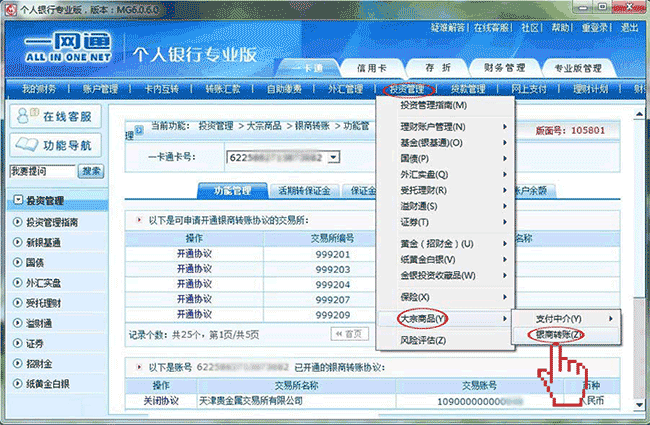 个人银行专业版，版本：MG6.0.6.0
疑难解答 | 在线客服 | 社区 | 帮助 | 重登录 | 退出
一网通
ALL IN ONE NET
个人银行专业版
一卡通 信用卡 存 折 财务管理 专业版管理
我的财务 账户管理 卡内互转 转账汇款 自助缴费 外汇管理 投资管理 贷款管理 网上支付 理财计划
在线客服
功能导航
我要提问 搜索
投资管理
投资管理指南
新银基通
国债
外汇实盘
受托理财
溢财通
证券
招财金
纸黄金白银
当前功能： 投资管理 >大宗商品 >银商转账 >功能管
理
版面号：105801
一卡通卡号：
功能管理 活期转保证金 保证金 账户余额
以下是可申请开通银商转账协议的交易所：
操作 交易所编号 名称
开通协议 999201
开通协议 999203
开通协议 999204
开通协议 999207
开通协议 999209
记录个数：共25个，第1页/共5页 首页
以下是账号 已开通的银商转账协议：
操作 交易所名称 交易账号 币种
关闭协议 天津贵金属交易所有限公司 人民币
投资管理指南(M)
理财账户管理(N)
基金(银基通)(O)
国债(P)
外汇实盘(Q)
受托理财(R)
溢财通(S)
证券(T)
黄金（招财金）(U)
纸黄金白银(V)
金银投资收藏品(W)
保险(X)
大宗商品(Y)
风险评估(Z)
支付中介(Y)
银商转账(Z)